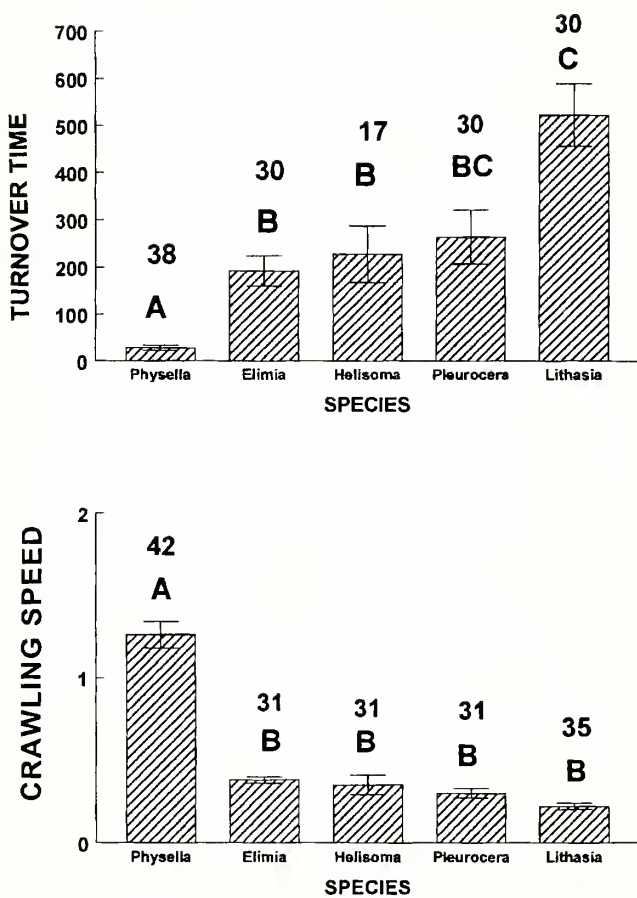 30
700
C
600
17
30
500
30
B
BC
400
B
300
38
200
A
100
0
TURNOVER TIME
Physella Elimia Helisoma Pleurocera Lithasia
SPECIES
2
42
A
31 31 31
35
1
B B B B
0
CRAWLING SPEED
Physella Elimia Helisoma Pleurocera Lithasia
SPECIES